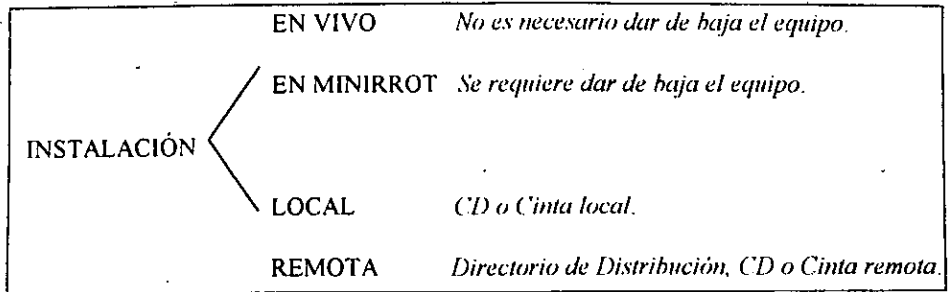 EN VIVO No es necesario dar de baja el equipo.
EN MINIRROT Se requiere dar de baja el equipo.
INSTALACIÓN
LOCAL CD o Cinta local.
REMOTA Directorio de Distribución, CD o Cinta remota.